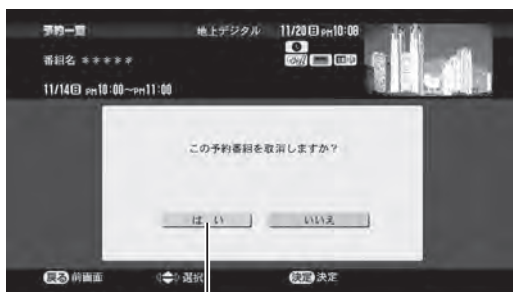 予約一覧 地上デジタル 11/20日 PM10:08
番組名 *****
11/14日 PM10:00~PM11:00
この予約番組を取消しますか?
はい いいえ
戻る 前画面 選択 決定 決定